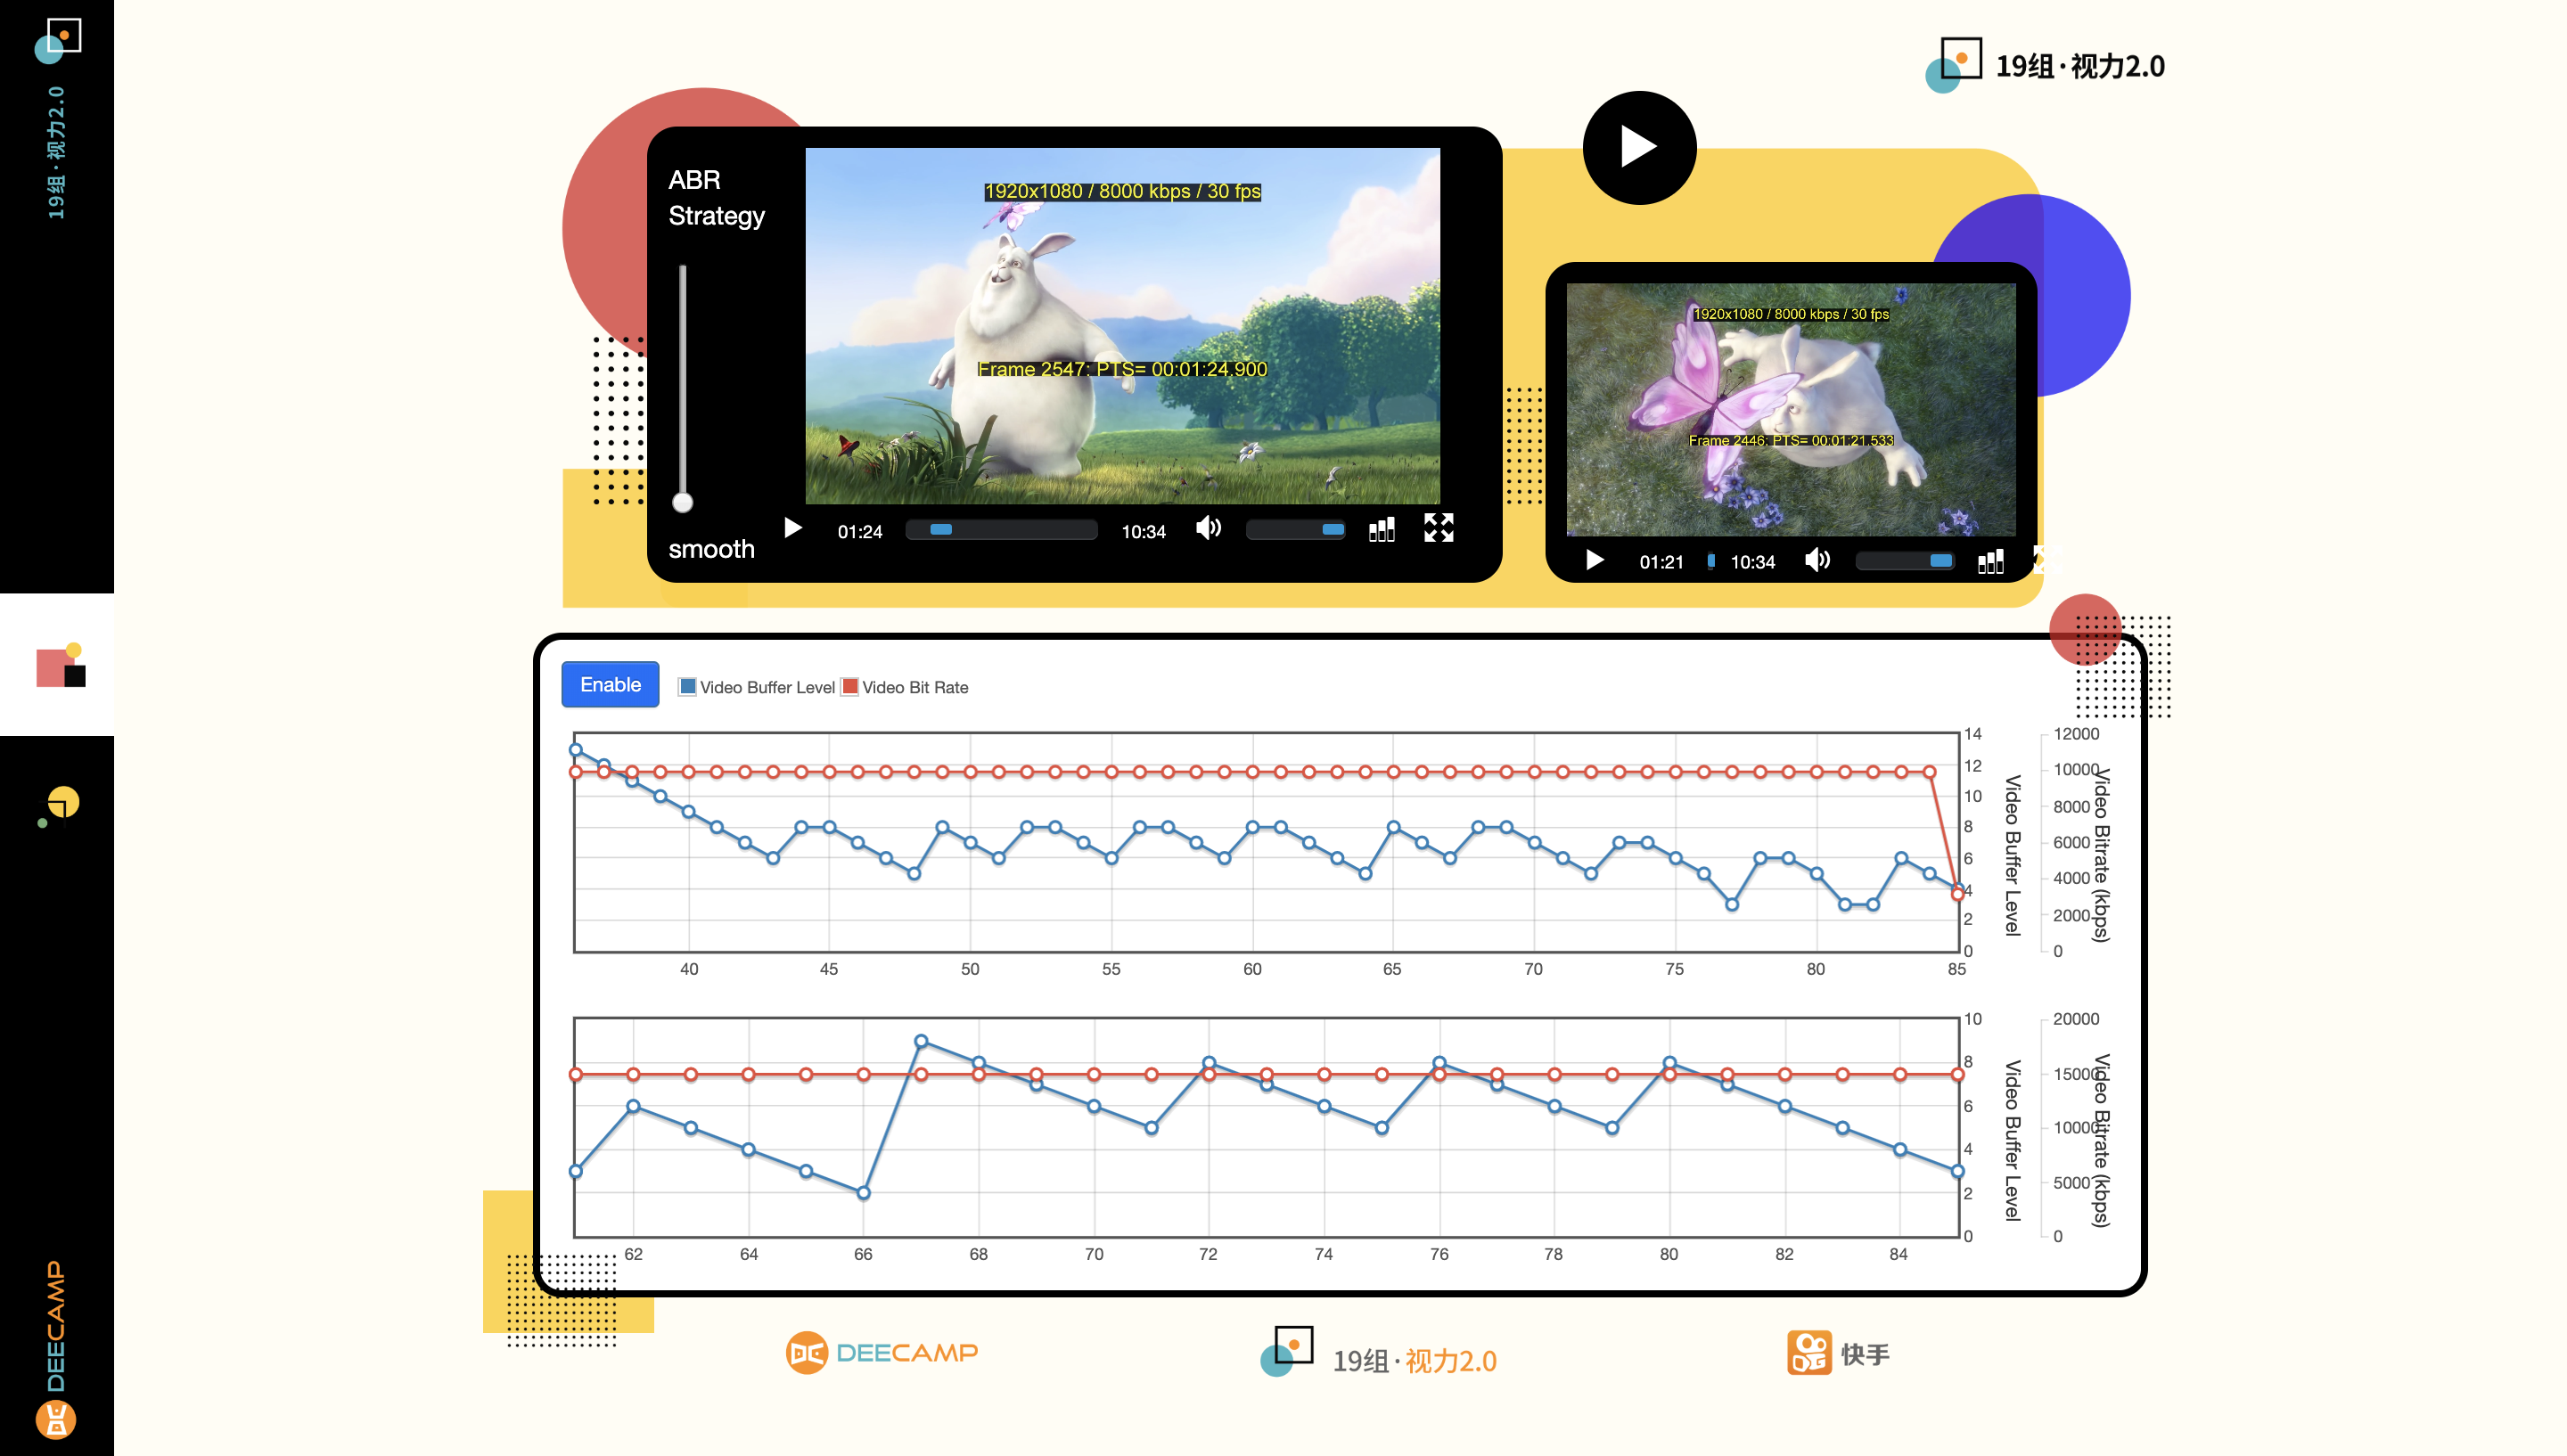 19组·视力2.0
DEECAMP
19组·视力2.0
ABR
Strategy
smooth
1920x1080 / 8000 kbps / 30 fps
Frame 2547: PTS= 00:01:24.900
01:24
10:34
1920x1080 / 8000 kbps / 30 fps
Frame 2446: PTS= 00:01:21.533
01:21
10:34
Enable
Video Buffer Level
Video Bit Rate
14
12
10
8
6
4
2
0
Video Buffer Level
12000
10000
8000
6000
4000
2000
0
Video Bitrate (kbps)
40 45 50 55 60 65 70 75 80 85
10
8
6
4
2
0
Video Buffer Level
20000
15000
10000
5000
0
Video Bitrate (kbps)
62 64 66 68 70 72 74 76 78 80 82 84
DEECAMP
19组·视力2.0
快手